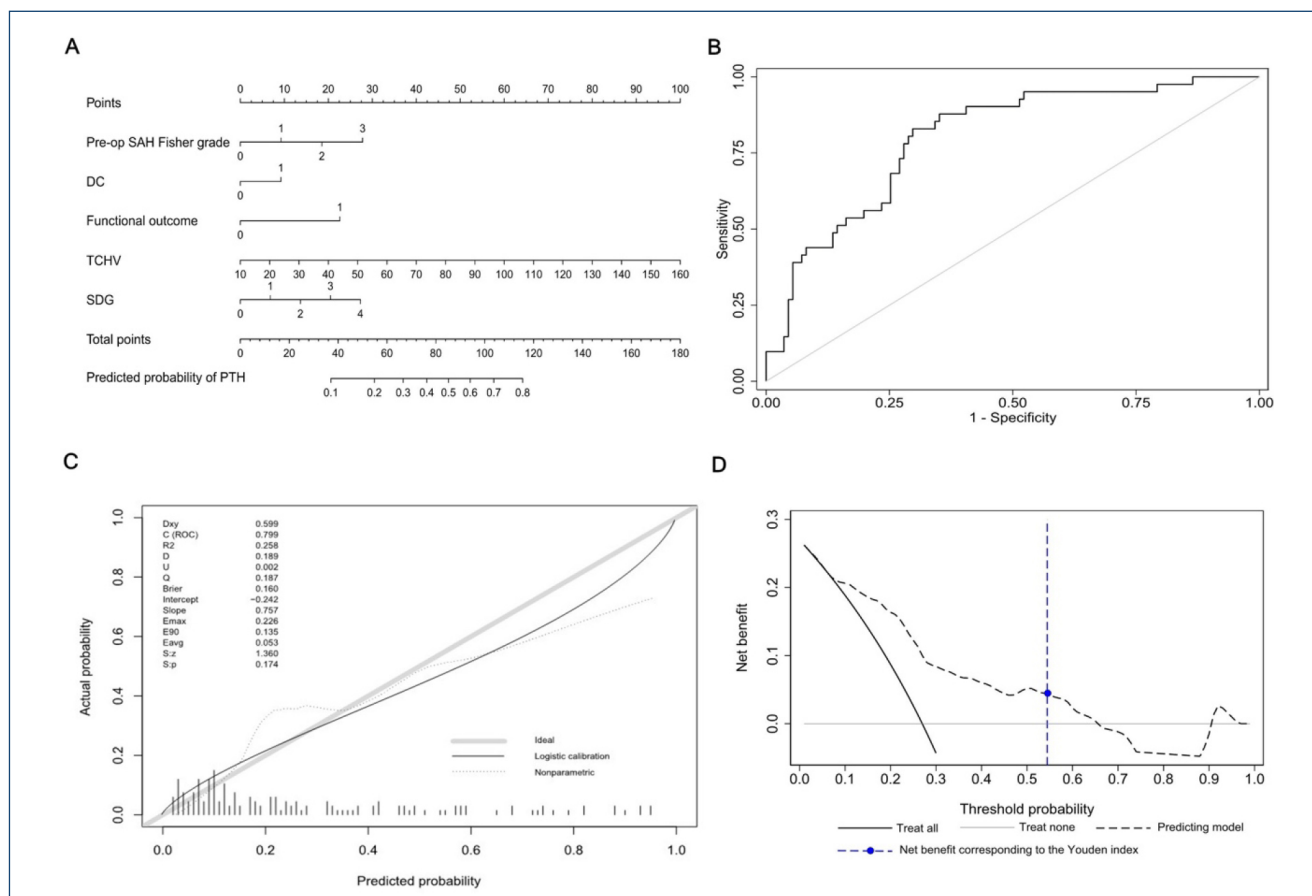 A
Points
0 10 20 30 40 50 60 70 80 90 100
Pre-op SAH Fisher grade
1 3
0 2
DC
1
0
Functional outcome
1
0
TCHV
10 20 30 40 50 60 70 80 90 100 110 120 130 140 150 160
SDG
1 3
0 2 4
Total points
0 20 40 60 80 100 120 140 160 180
Predicted probability of PTH
0.1 0.2 0.3 0.4 0.5 0.6 0.7 0.8
B
Sensitivity
1.00
0.75
0.50
0.25
0.00
0.00 0.25 0.50 0.75 1.00
1 - Specificity
C
Actual probability
1.0
0.8
0.6
0.4
0.2
0.0
Dxy 0.599
C (ROC) 0.799
R2 0.258
D 0.189
U 0.002
Q 0.187
Brier 0.160
Intercept −0.242
Slope 0.757
Emax 0.226
E90 0.135
Eavg 0.053
S:z 1.360
S:p 0.174
Ideal
Logistic calibration
Nonparametric
0.0 0.2 0.4 0.6 0.8 1.0
Predicted probability
D
Net benefit
0.3
0.2
0.1
0.0
0.0 0.1 0.2 0.3 0.4 0.5 0.6 0.7 0.8 0.9 1.0
Threshold probability
Treat all Treat none Predicting model
Net benefit corresponding to the Youden index